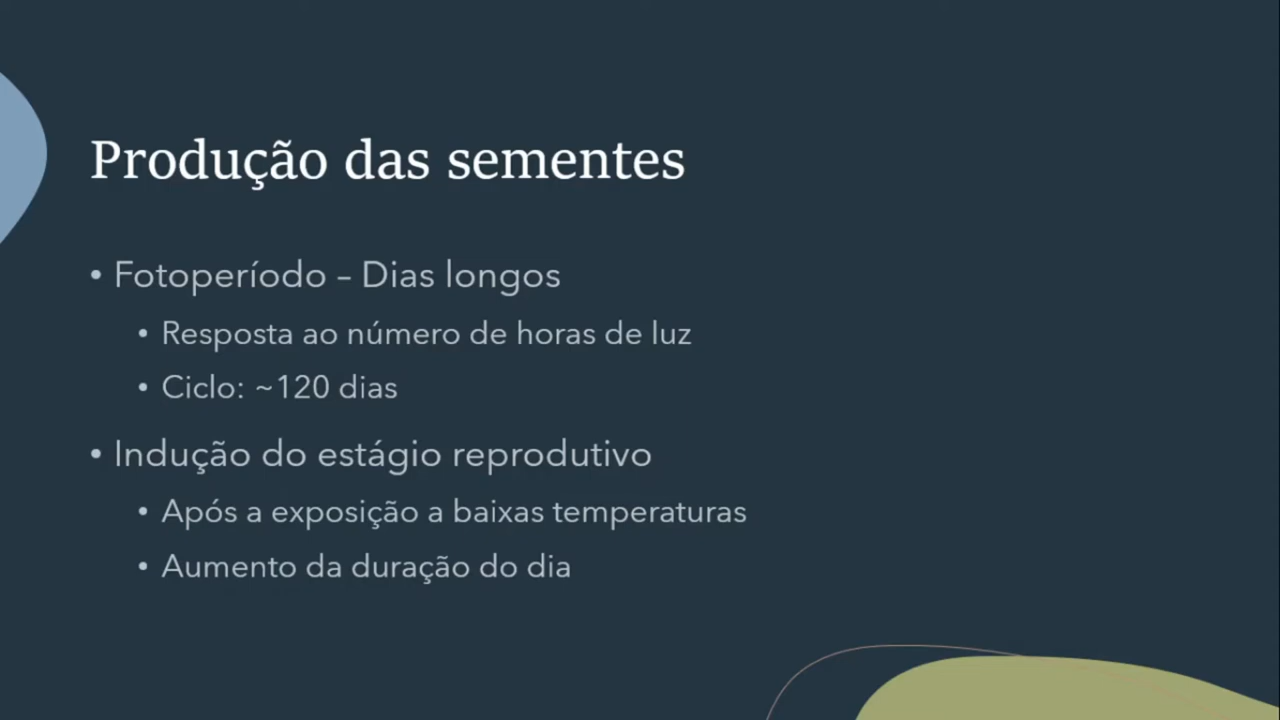 Produção das sementes
• Fotoperíodo – Dias longos
• Resposta ao número de horas de luz
• Ciclo: ~120 dias
• Indução do estágio reprodutivo
• Após a exposição a baixas temperaturas
• Aumento da duração do dia